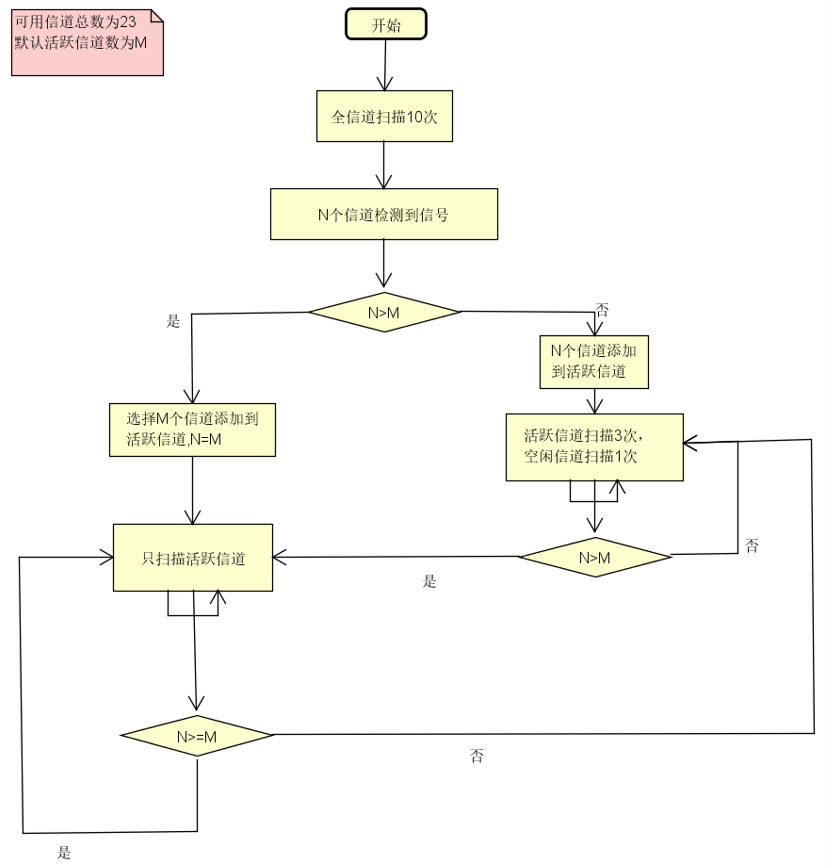 可用信道总数为23
默认活跃信道数为M
开始
全信道扫描10次
N个信道检测到信号
N>M
是
否
N个信道添加
到活跃信道
选择M个信道添加到
活跃信道,N=M
活跃信道扫描3次，
空闲信道扫描1次
只扫描活跃信道
N>M
否
是
N>=M
否
是